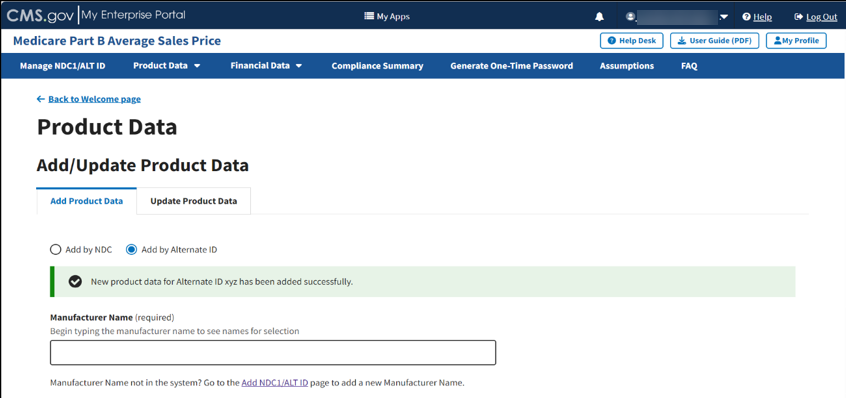 CMS.gov My Enterprise Portal My Apps Help Log Out
Medicare Part B Average Sales Price Help Desk User Guide (PDF) My Profile
Manage NDC1/ALT ID Product Data Financial Data Compliance Summary Generate One-Time Password Assumptions FAQ
Back to Welcome page
Product Data
Add/Update Product Data
Add Product Data Update Product Data
Add by NDC Add by Alternate ID
New product data for Alternate ID xyz has been added successfully.
Manufacturer Name (required)
Begin typing the manufacturer name to see names for selection
Manufacturer Name not in the system? Go to the Add NDC1/ALT ID page to add a new Manufacturer Name.